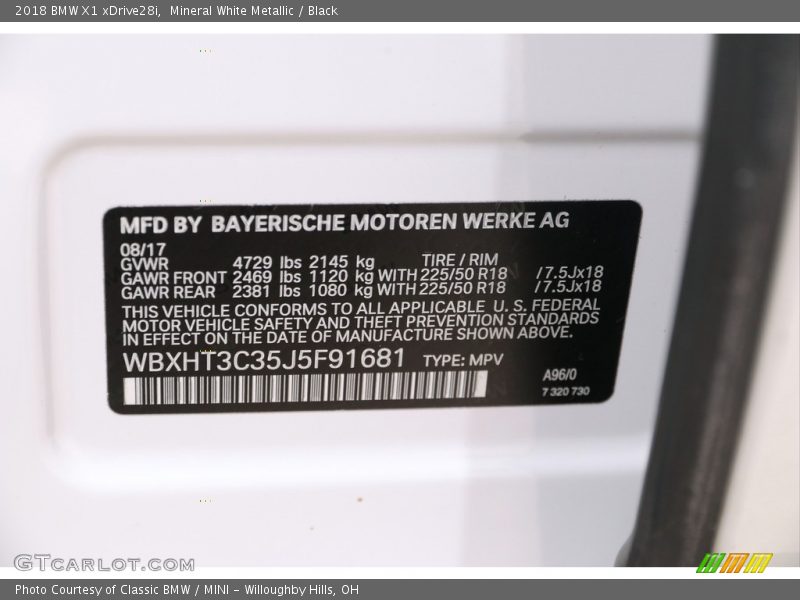 2018 BMW X1 xDrive28i, Mineral White Metallic / Black
MFD BY BAYERISCHE MOTOREN WERKE AG
08/17
GVWR 4729 lbs 2145 kg TIRE / RIM
GAWR FRONT 2469 lbs 1120 kg WITH 225/50 R18 /7.5Jx18
GAWR REAR 2381 lbs 1080 kg WITH 225/50 R18 /7.5Jx18
THIS VEHICLE CONFORMS TO ALL APPLICABLE U. S. FEDERAL
MOTOR VEHICLE SAFETY AND THEFT PREVENTION STANDARDS
IN EFFECT ON THE DATE OF MANUFACTURE SHOWN ABOVE.
WBXHT3C35J5F91681 TYPE: MPV
A96/0
7 320 730
GTCARLOT.COM
Photo Courtesy of Classic BMW / MINI - Willoughby Hills, OH